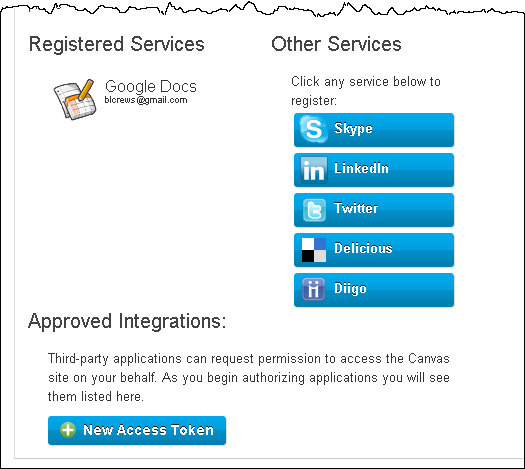 Registered Services
Google Docs
blcrews@gmail.com
Other Services
Click any service below to
register:
Skype
LinkedIn
Twitter
Delicious
Diigo
Approved Integrations:
Third-party applications can request permission to access the Canvas
site on your behalf. As you begin authorizing applications you will see
them listed here.
New Access Token